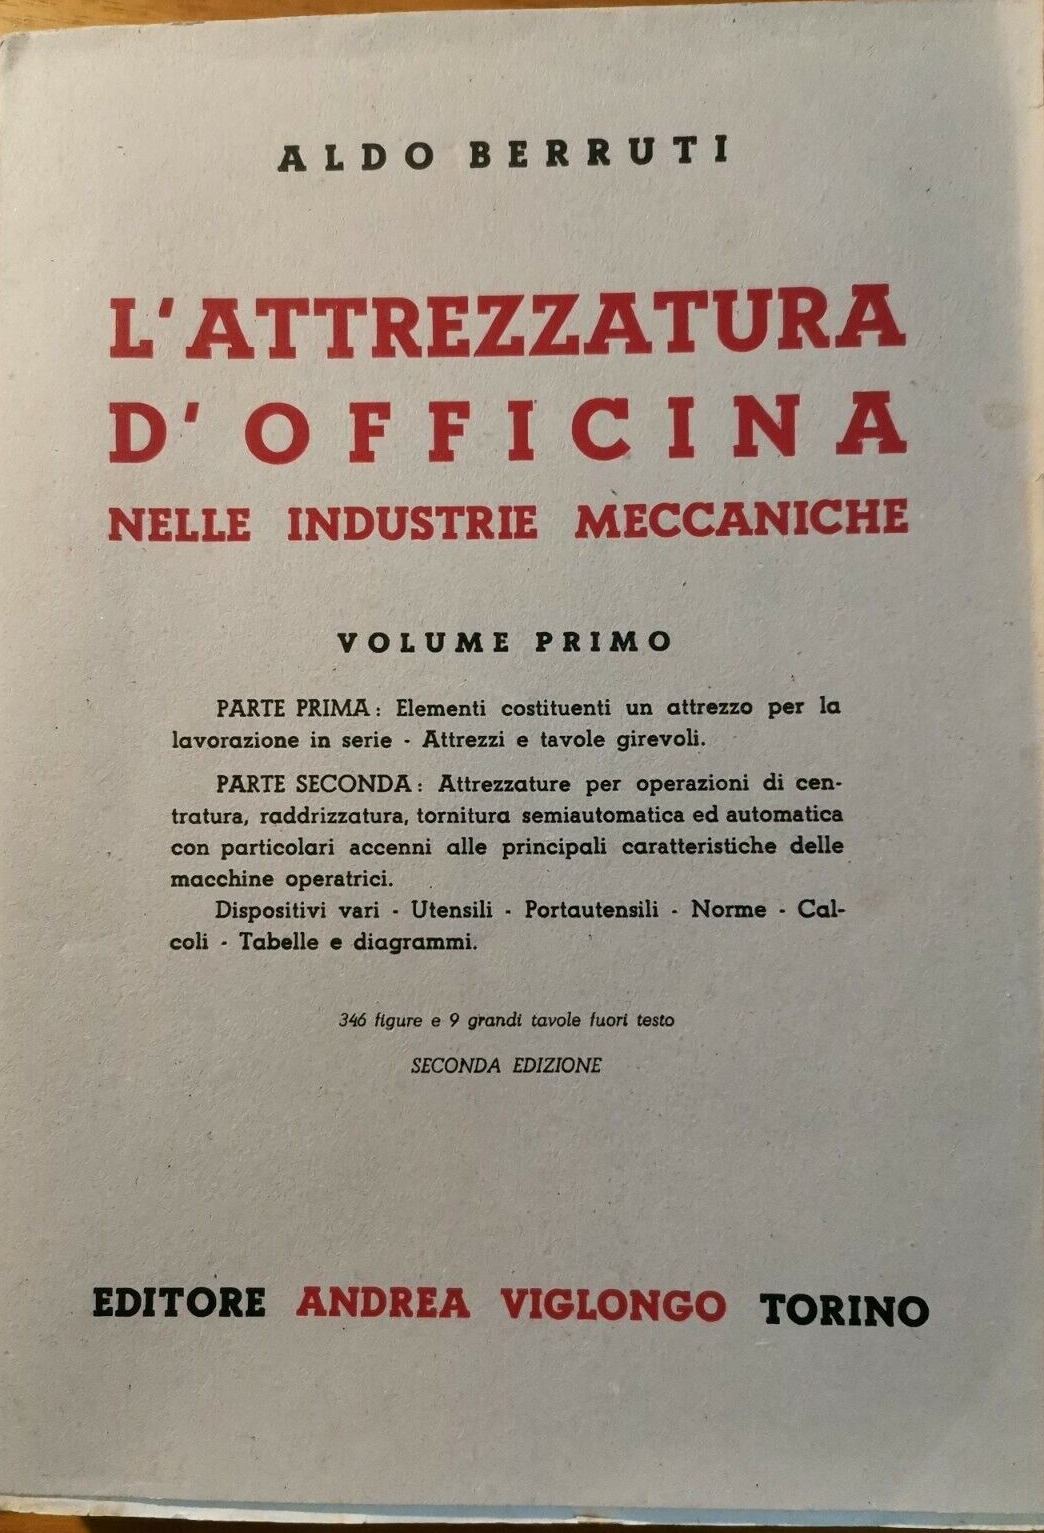 ALDO BERRUTI
L'ATTREZZATURA
D'OFFICINA
NELLE INDUSTRIE MECCANICHE
VOLUME PRIMO
PARTE PRIMA: Elementi costituenti un attrezzo per la
lavorazione in serie - Attrezzi e tavole girevoli.
PARTE SECONDA: Attrezzature per operazioni di cen-
tratura, raddrizzatura, tornitura semiautomatica ed automatica
con particolari accenni alle principali caratteristiche delle
macchine operatrici.
Dispositivi vari - Utensili - Portautensili - Norme - Cal-
coli - Tabelle e diagrammi.
346 figure e 9 grandi tavole fuori testo
SECONDA EDIZIONE
EDITORE ANDREA VIGLONGO TORINO